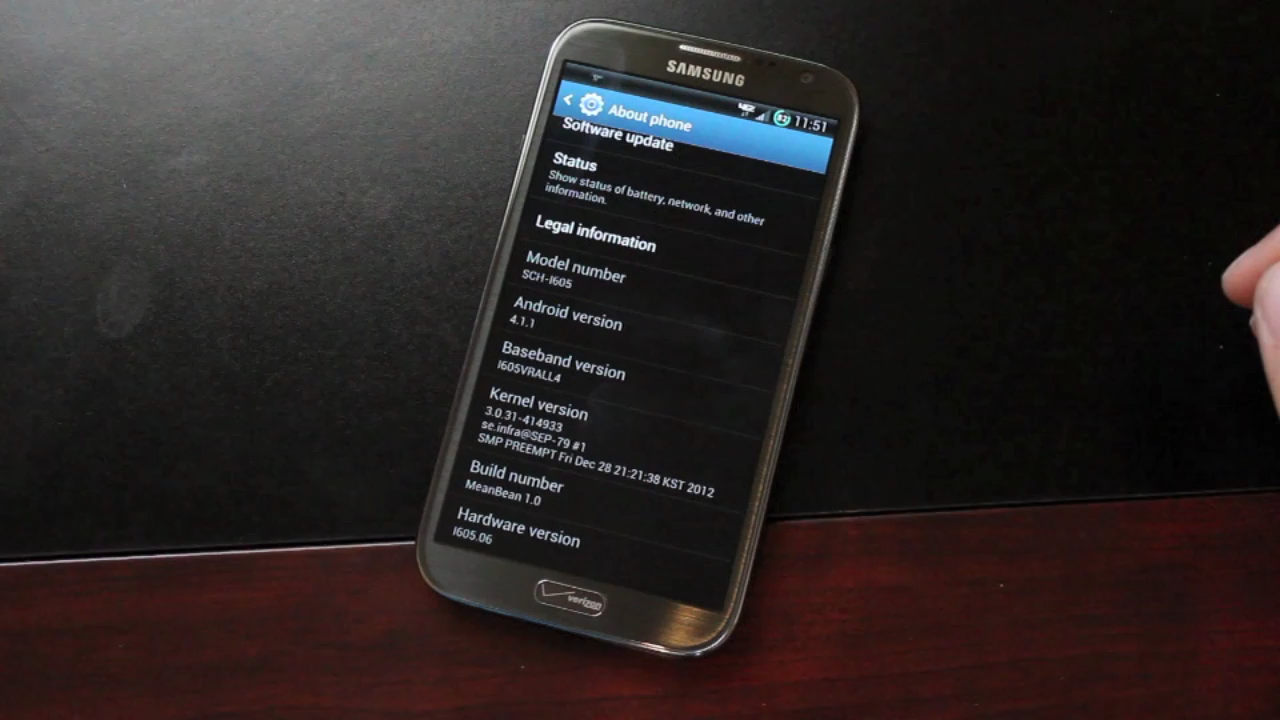 SAMSUNG
4G
82 11:51
About phone
Software update
Status
Show status of battery, network, and other
information.
Legal information
Model number
SCH-I605
Android version
4.1.1
Baseband version
I605VRALL4
Kernel version
3.0.31-414933
se.infra@SEP-79 #1
SMP PREEMPT Fri Dec 28 21:21:38 KST 2012
Build number
MeanBean 1.0
Hardware version
I605.06
verizon